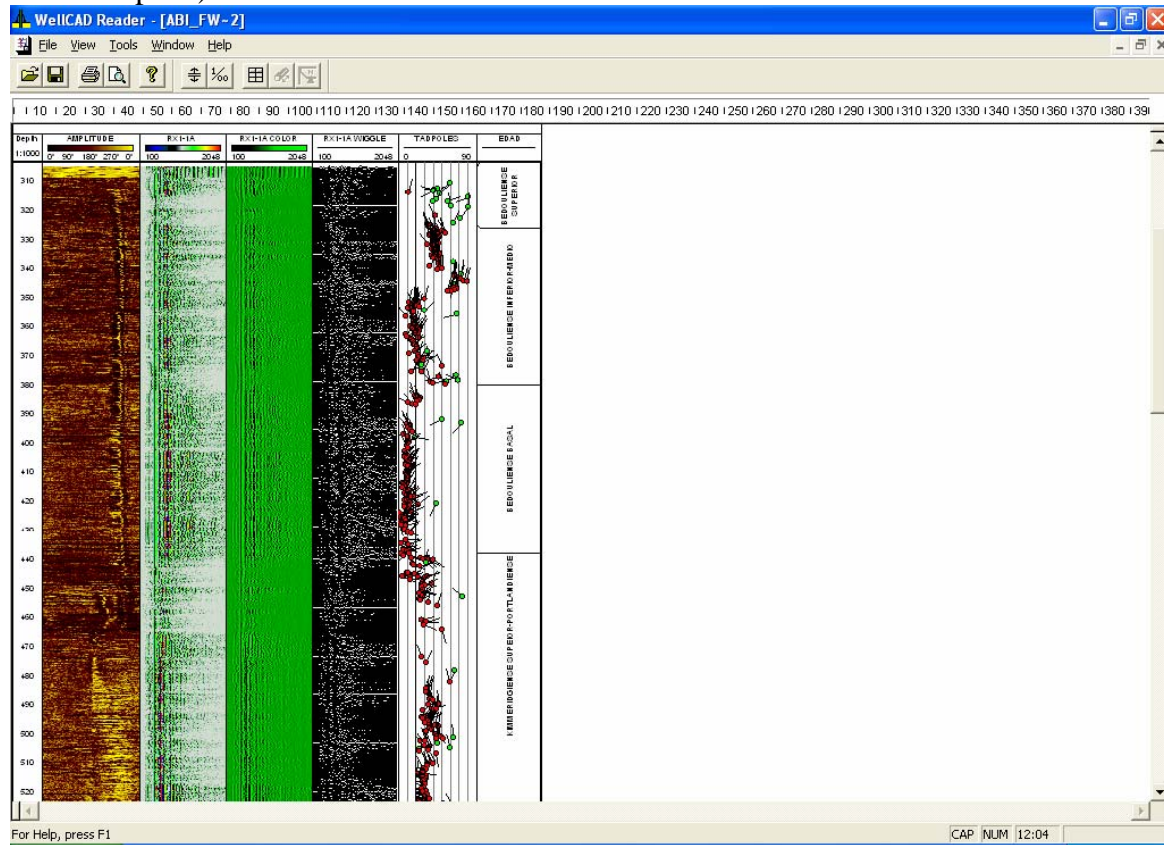 WellCAD Reader - [ABI_FW-2]
File View Tools Window Help
10 20 30 40 50 60 70 80 90 100 110 120 130 140 150 160 170 180 190 200 210 220 230 240 250 260 270 280 290 300 310 320 330 340 350 360 370 380 39
Depth AMPLITUDE RX1-1A RX1-1A COLOR RX1-1A WIGGLE TADPOLES EDAD
1:1000 0° 90° 180° 270° 0° 100 2048 100 2048 100 2048 0 90
310
320
330
340
350
360
370
380
390
400
410
420
430
440
450
460
470
480
490
500
510
520
BEDOULIENCE
SUPERIOR
BEDOULIENCE INFERIOR-MEDIO
BEDOULIENCE BASAL
KIMMERIDGIENCE SUPEIOR-PORTLANDIENCE
For Help, press F1
CAP NUM 12:04